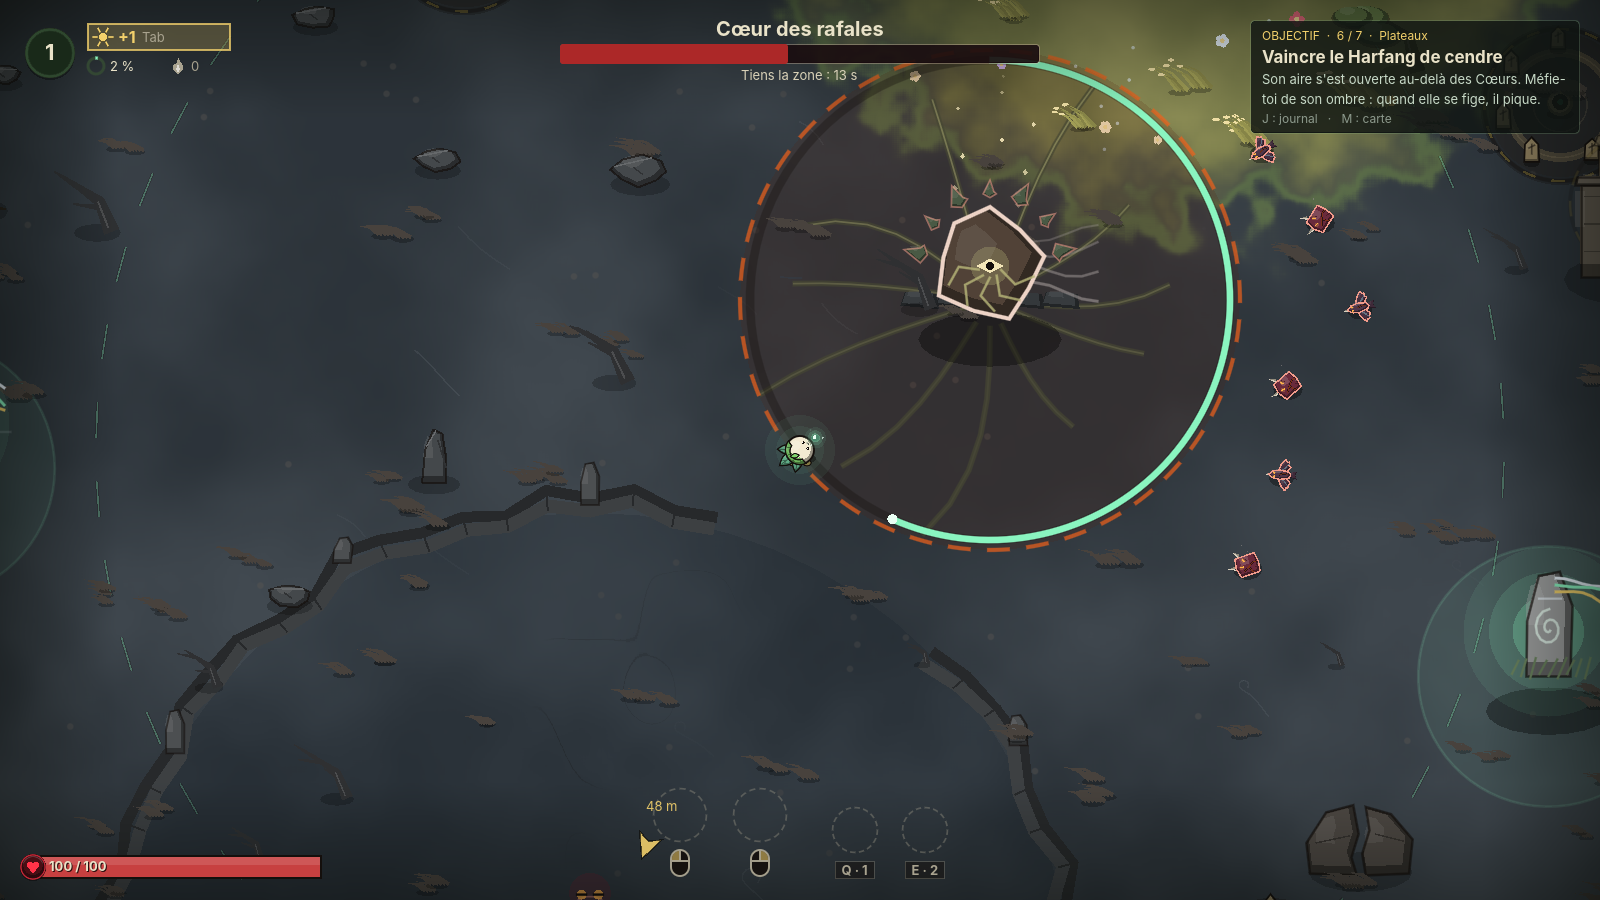 1
+1 Tab
2 %
0
Cœur des rafales
Tiens la zone : 13 s
OBJECTIF · 6 / 7 · Plateaux
Vaincre le Harfang de cendre
Son aire s'est ouverte au-delà des Cœurs. Méfie-
toi de son ombre : quand elle se fige, il pique.
J : journal · M : carte
48 m
Q · 1
E · 2
100 / 100